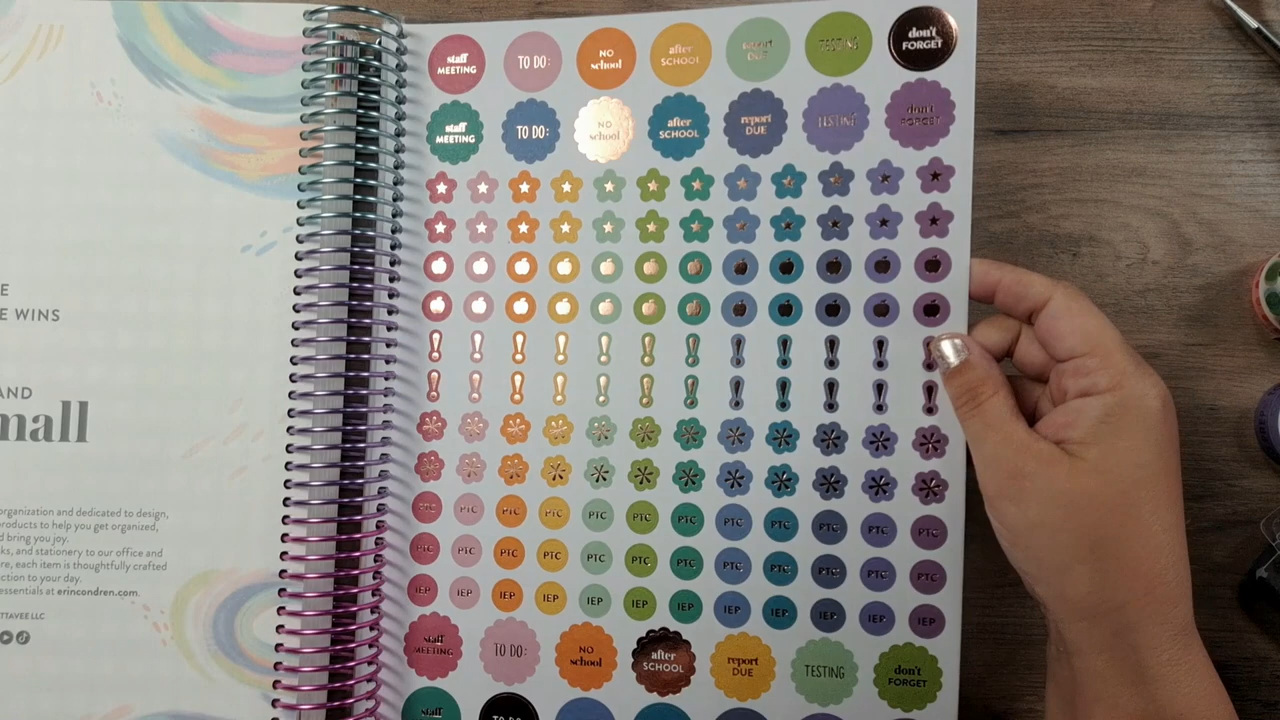 E
E WINS
AND
mall
organization and dedicated to design,
products to help you get organized,
d bring you joy.
ks, and stationery to our office and
re, each item is thoughtfully crafted
ction to your day.
essentials at erincondren.com.
TTAVEE LLC
staff MEETING
TO DO:
NO school
after SCHOOL
report DUE
TESTING
don't FORGET
staff MEETING
TO DO:
NO school
after SCHOOL
report DUE
TESTING
don't FORGET
PTC PTC PTC PTC PTC PTC PTC PTC PTC PTC PTC PTC
PTC PTC PTC PTC PTC PTC PTC PTC PTC PTC PTC PTC
IEP IEP IEP IEP IEP IEP IEP IEP IEP IEP IEP IEP
staff MEETING
TO DO:
NO school
after SCHOOL
report DUE
TESTING
don't FORGET
staff
TO DO: